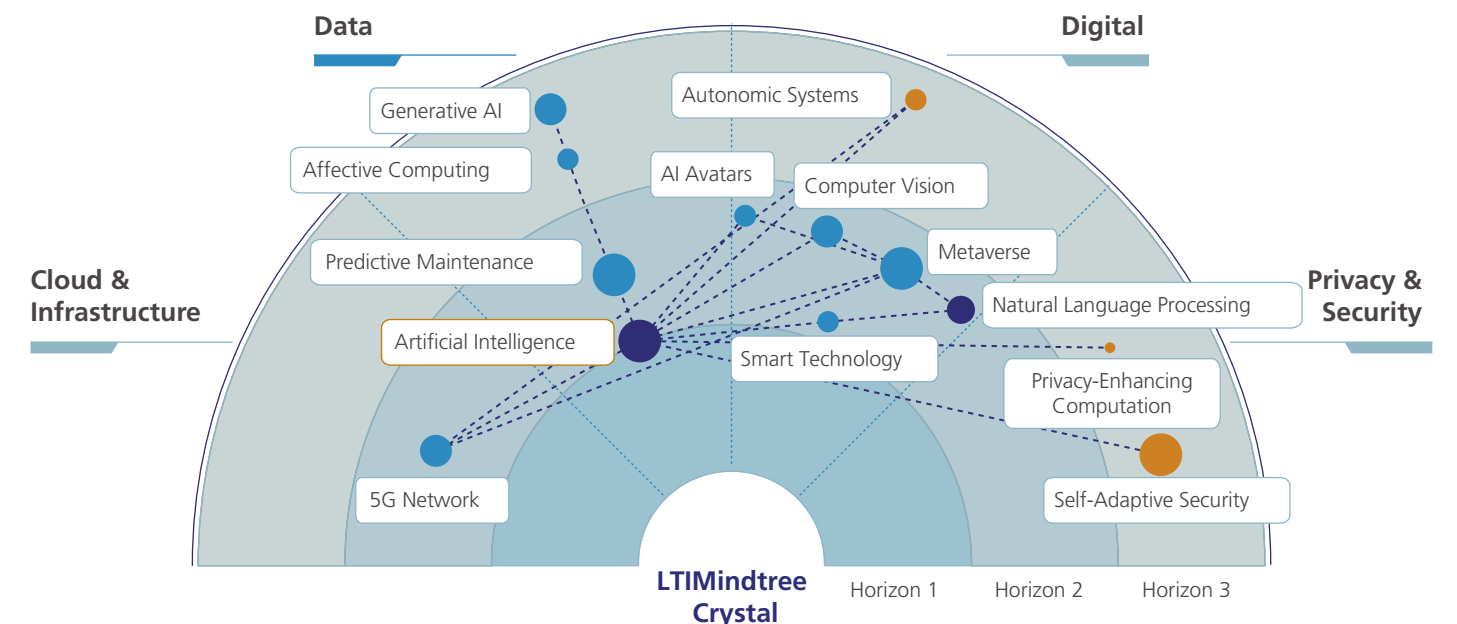 Data
Digital
Generative AI
Autonomic Systems
Affective Computing
AI Avatars
Computer Vision
Predictive Maintenance
Metaverse
Cloud &
Infrastructure
Natural Language Processing
Privacy &
Security
Artificial Intelligence
Smart Technology
Privacy-Enhancing
Computation
5G Network
Self-Adaptive Security
LTIMindtree
Crystal
Horizon 1
Horizon 2
Horizon 3